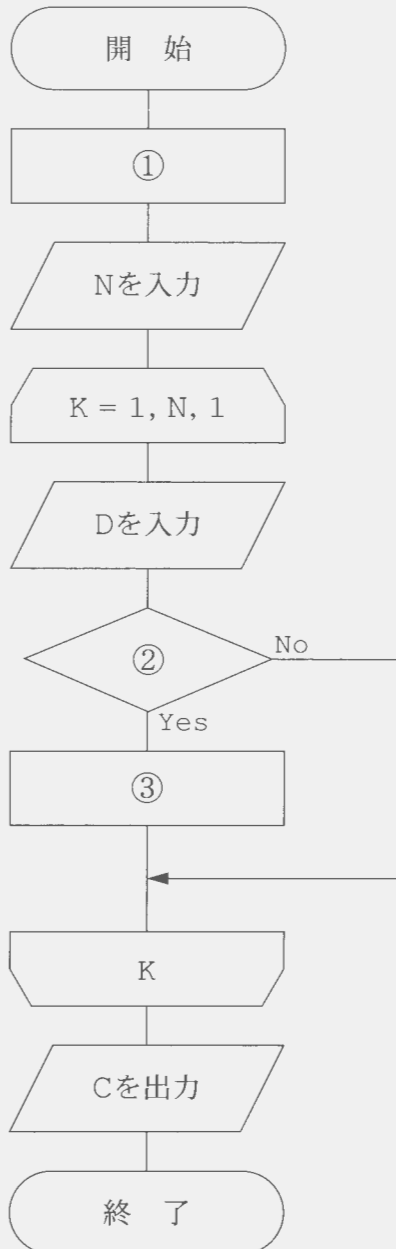 開 始
①
Nを入力
K = 1, N, 1
Dを入力
②
No
Yes
③
K
Cを出力
終 了